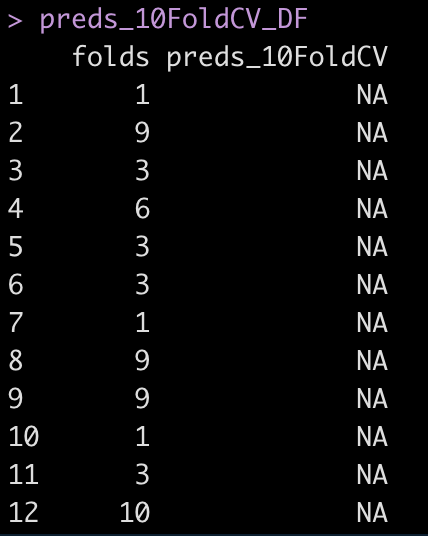 > preds_10FoldCV_DF
folds preds_10FoldCV
1 1 NA
2 9 NA
3 3 NA
4 6 NA
5 3 NA
6 3 NA
7 1 NA
8 9 NA
9 9 NA
10 1 NA
11 3 NA
12 10 NA